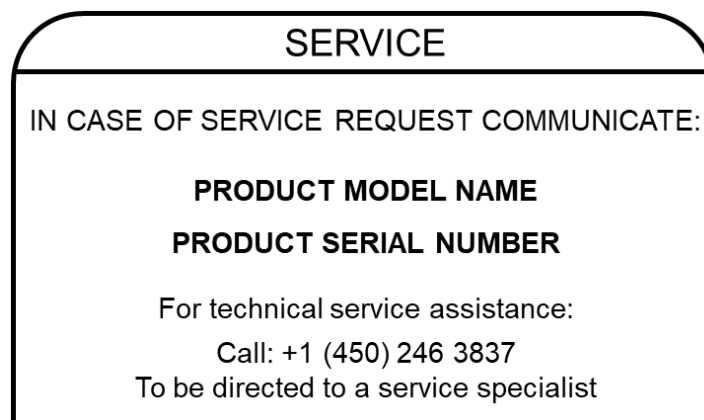 SERVICE
IN CASE OF SERVICE REQUEST COMMUNICATE:
PRODUCT MODEL NAME
PRODUCT SERIAL NUMBER
For technical service assistance:
Call: +1 (450) 246 3837
To be directed to a service specialist